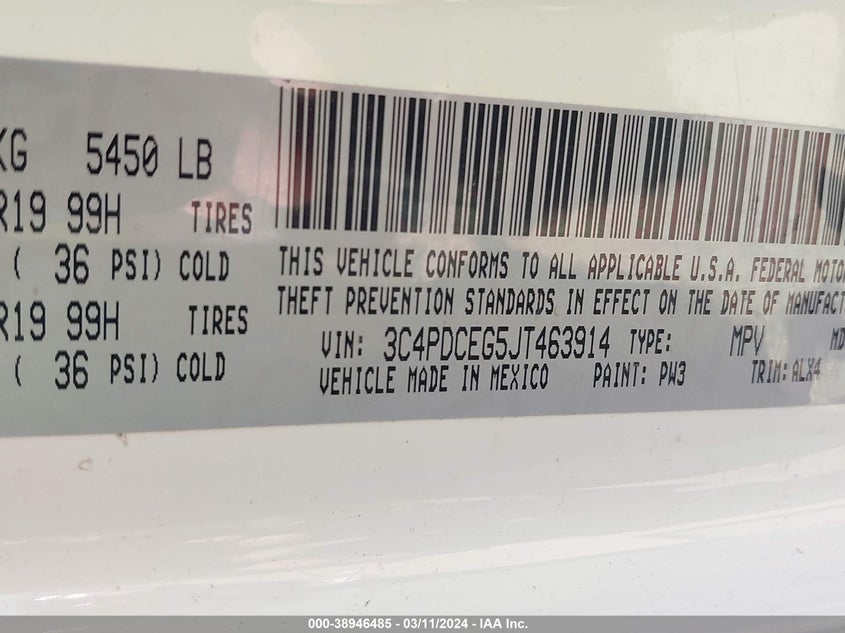 KG 5450 LB
R19 99H TIRES
( 36 PSI) COLD
R19 99H TIRES
( 36 PSI) COLD
THIS VEHICLE CONFORMS TO ALL APPLICABLE U.S.A. FEDERAL MOTOR
THEFT PREVENTION STANDARDS IN EFFECT ON THE DATE OF MANUFACT
VIN: 3C4PDCEG5JT463914 TYPE: MPV MD
VEHICLE MADE IN MEXICO PAINT: PW3 TRIM: ALX4
000-38946485 - 03/11/2024 - IAA Inc.